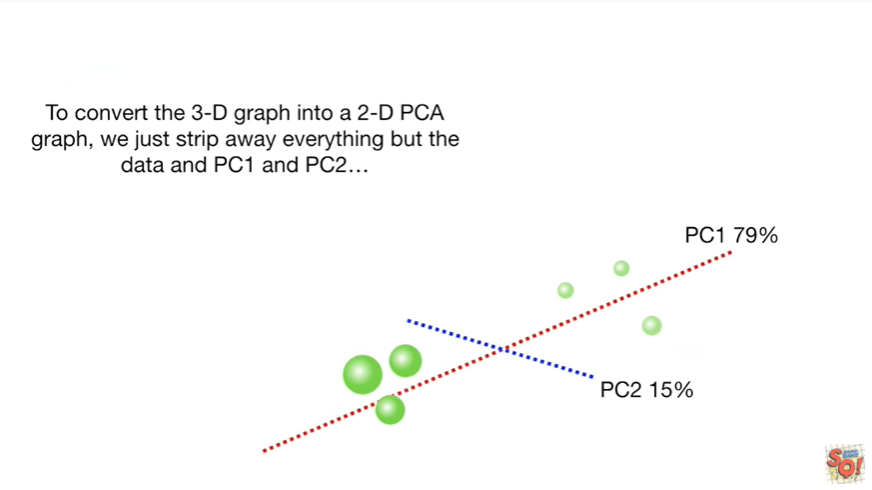 To convert the 3-D graph into a 2-D PCA
graph, we just strip away everything but the
data and PC1 and PC2…
PC1 79%
PC2 15%
SQ!